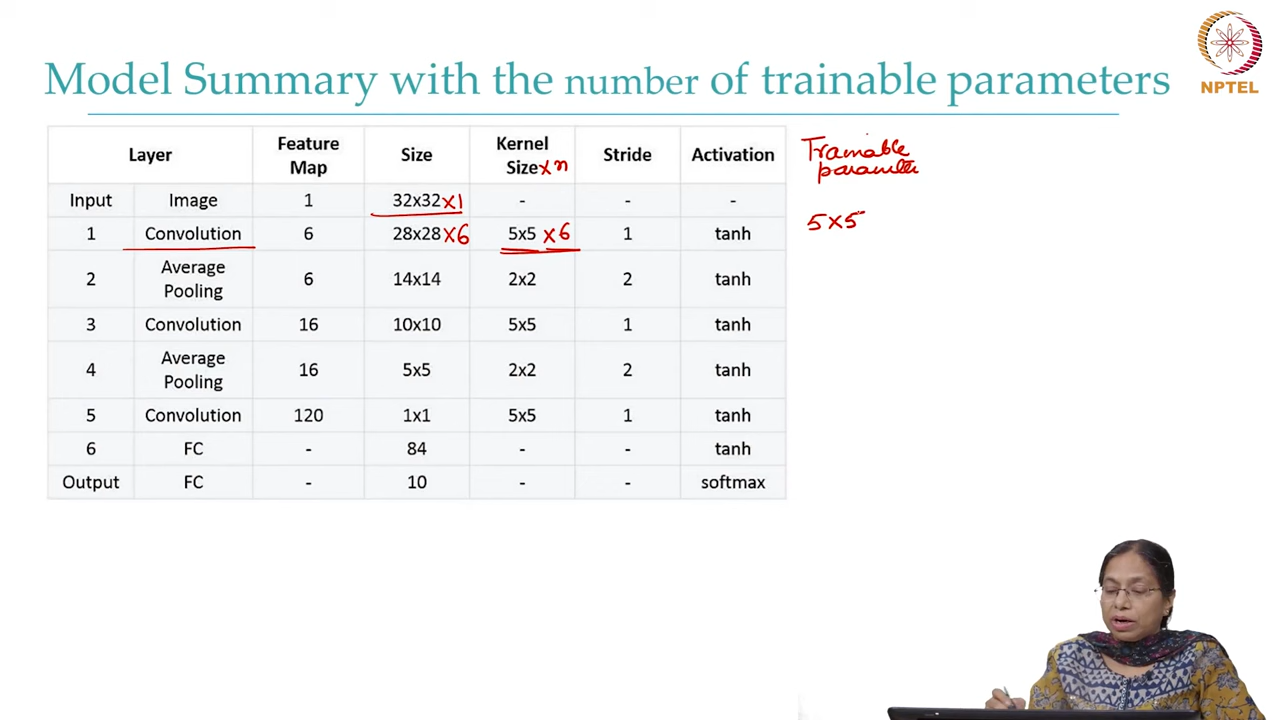 NPTEL
Model Summary with the number of trainable parameters
Layer Feature Map Size Kernel Size x n Stride Activation Trainable parameter
Input Image 1 32x32 x1 - - -
1 Convolution 6 28x28 x6 5x5 x6 1 tanh 5x5
2 Average Pooling 6 14x14 2x2 2 tanh
3 Convolution 16 10x10 5x5 1 tanh
4 Average Pooling 16 5x5 2x2 2 tanh
5 Convolution 120 1x1 5x5 1 tanh
6 FC - 84 - - tanh
Output FC - 10 - - softmax